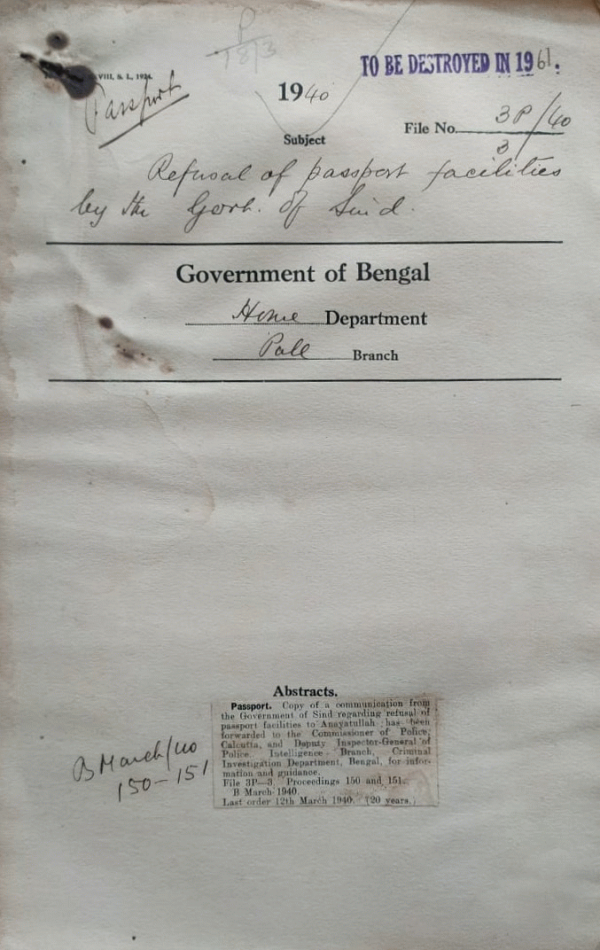 P
18/3
TO BE DESTROYED IN 1961.
VIII. S. L., 1924.
Passport
1940
File No. 3P/40
3
Subject
Refusal of passport facilities
by the Govt. of Sind.
Government of Bengal
Home Department
Poll Branch
Abstracts.
Passport. Copy of a communication from
the Government of Sind regarding refusal of
passport facilities to Anayatullah has been
forwarded to the Commissioner of Police,
Calcutta, and Deputy Inspector-General of
Police, Intelligence Branch, Criminal
Investigation Department, Bengal, for infor-
mation and guidance.
File 3P—3. Proceedings 150 and 151.
B March 1940.
Last order 12th March 1940. (20 years.)
B March/40
150-151